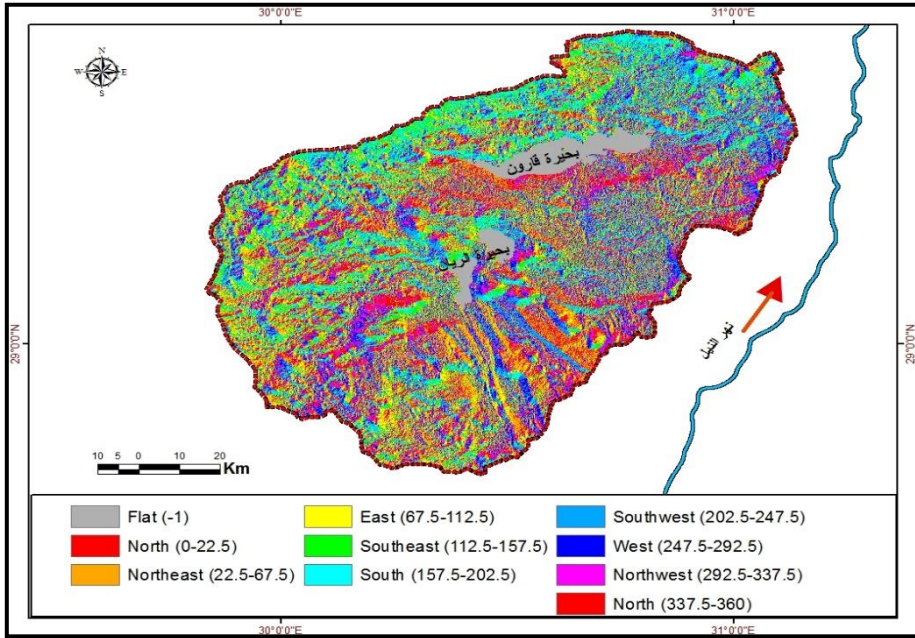 30°0'0"E 31°0'0"E
N
W E
S
بحيرة قارون
بحيرة الريان
29°0'0"N 29°0'0"N
نهر النيل
10 5 0 10 20
Km
Flat (-1)
North (0-22.5)
Northeast (22.5-67.5)
East (67.5-112.5)
Southeast (112.5-157.5)
South (157.5-202.5)
Southwest (202.5-247.5)
West (247.5-292.5)
Northwest (292.5-337.5)
North (337.5-360)
30°0'0"E 31°0'0"E